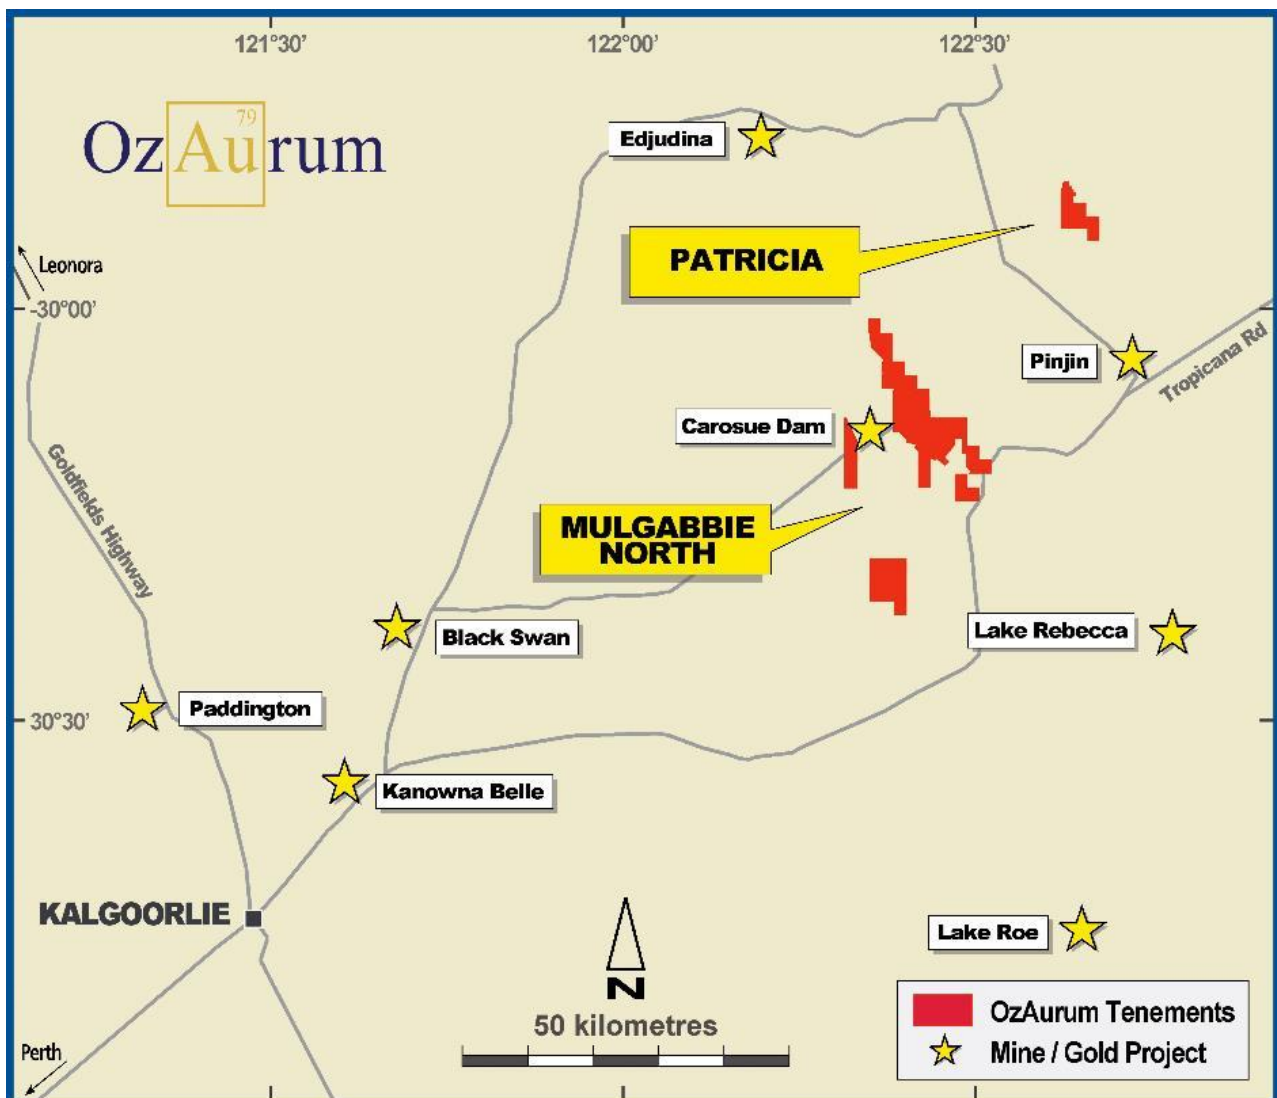 121°30'
122°00'
122°30'
79
OzAurum
Edjudina
PATRICIA
Leonora
-30°00'
Pinjin
Tropicana Rd
Carosue Dam
Goldfields Highway
MULGABBIE
NORTH
Black Swan
Lake Rebecca
Paddington
30°30'
Kanowna Belle
KALGOORLIE
Lake Roe
N
50 kilometres
OzAurum Tenements
Mine / Gold Project
Perth